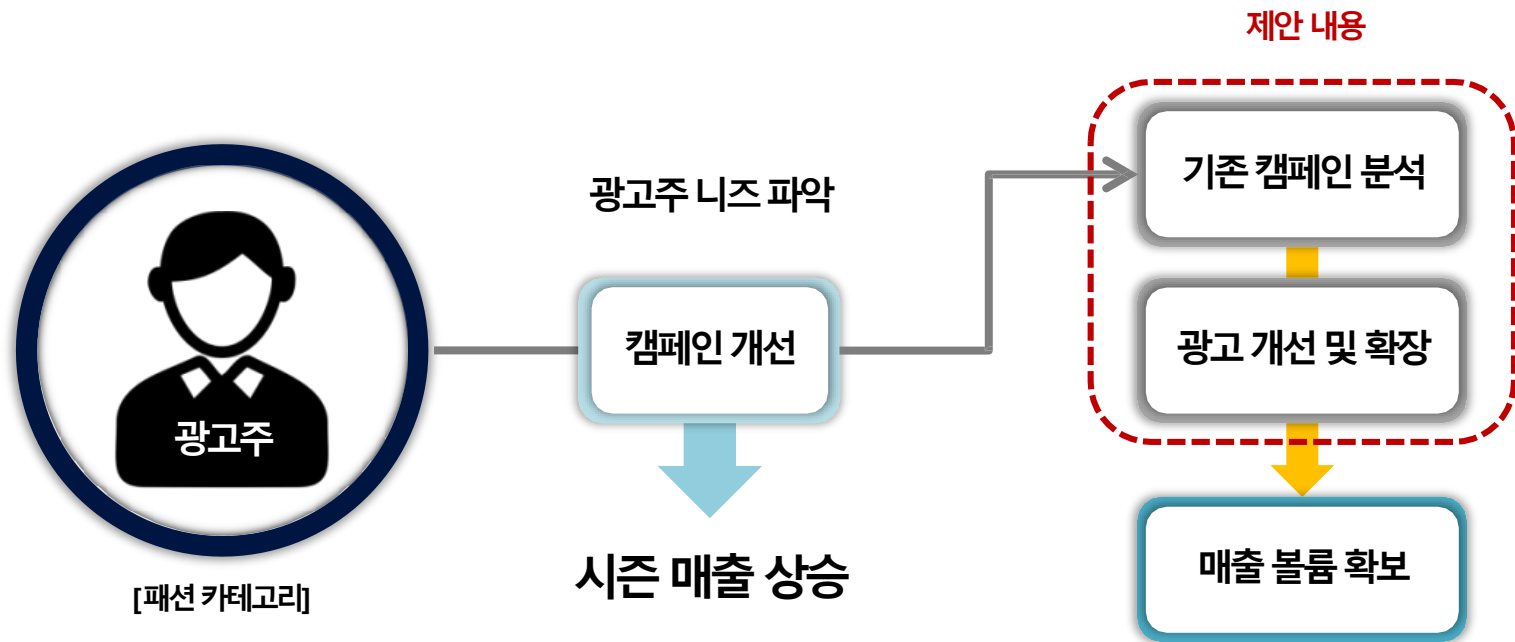 제안 내용
기존 캠페인 분석
광고주 니즈 파악
캠페인 개선
광고 개선 및 확장
광고주
시즌 매출 상승
매출 볼륨 확보
[패션 카테고리]